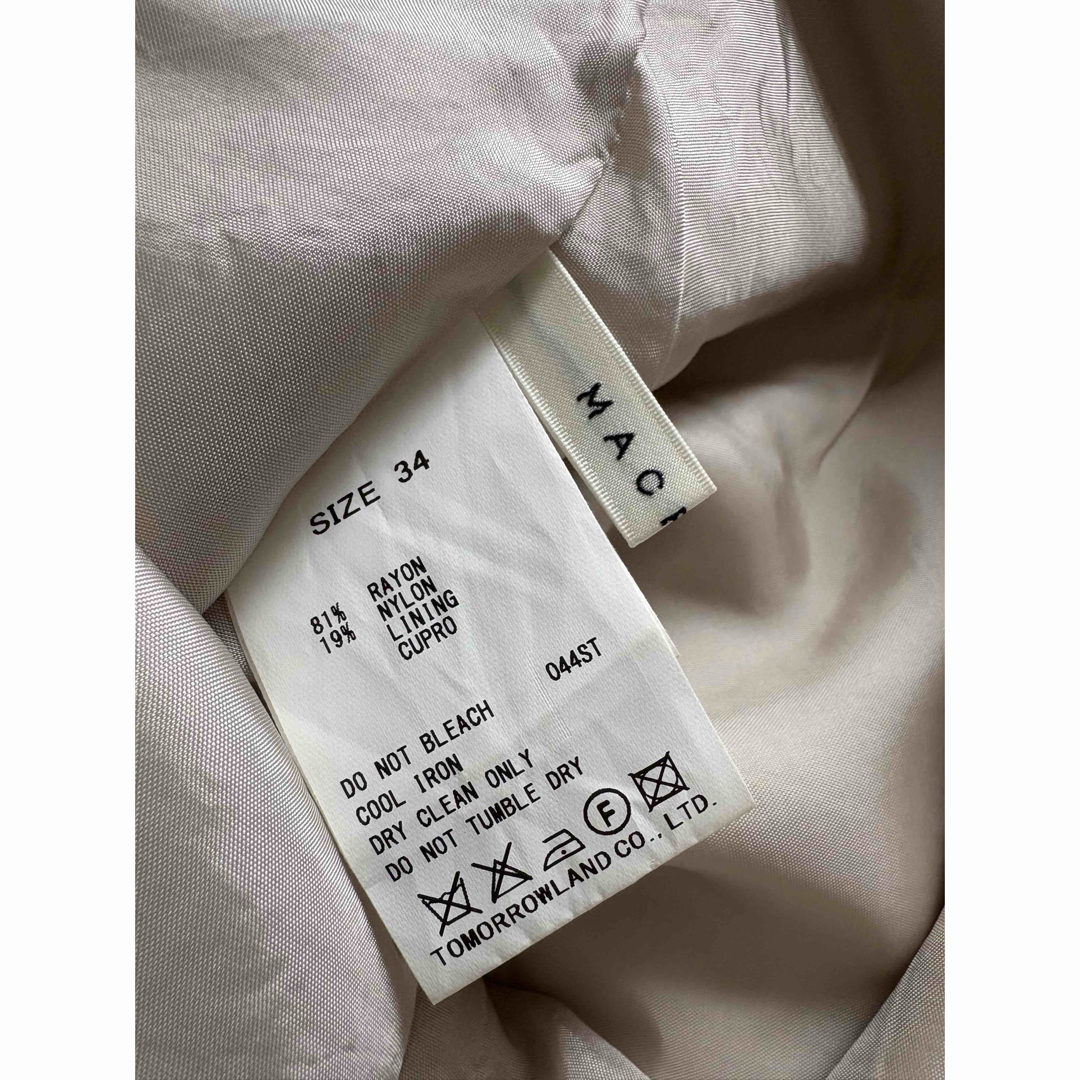 MAC
SIZE 34
81% RAYON
19% NYLON
LINING
CUPRO
044ST
DO NOT BLEACH
COOL IRON
DRY CLEAN ONLY
DO NOT TUMBLE DRY
F
TOMORROWLAND CO., LTD.